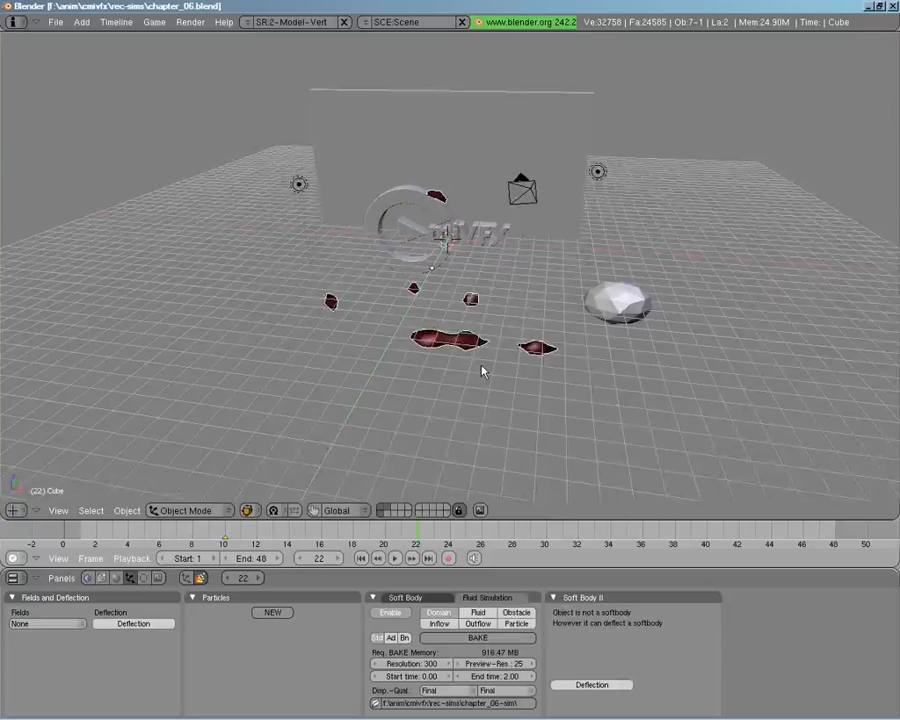 Blender [f:\anim\cmivfx\rec-sims\chapter_06.blend]
File Add Timeline Game Render Help SR:2-Model-Vert SCE:Scene www.blender.org 242.2 Ve:32758 | Fa:24585 | Ob:7-1 | La:2 | Mem:24.90M | Time: | Cube
(22) Cube
View Select Object Object Mode Global
-2 0 2 4 6 8 10 12 14 16 18 20 22 24 26 28 30 32 34 36 38 40 42 44 46 48 50
View Frame Playback Start: 1 End: 48 22
Panels 22
Fields and Deflection Particles Soft Body Fluid Simulation Soft Body II
Fields Deflection NEW Enable Domain Fluid Obstacle Object is not a softbody
None Deflection Inflow Outflow Particle However it can deflect a softbody
Std Ad Bn BAKE
Req. BAKE Memory: 916.47 MB
Resolution: 300 Preview-Res.: 25
Start time: 0.00 End time: 2.00
Deflection
Disp.-Qual.: Final Final
f:\anim\cmivfx\rec-sims\chapter_06-sim\